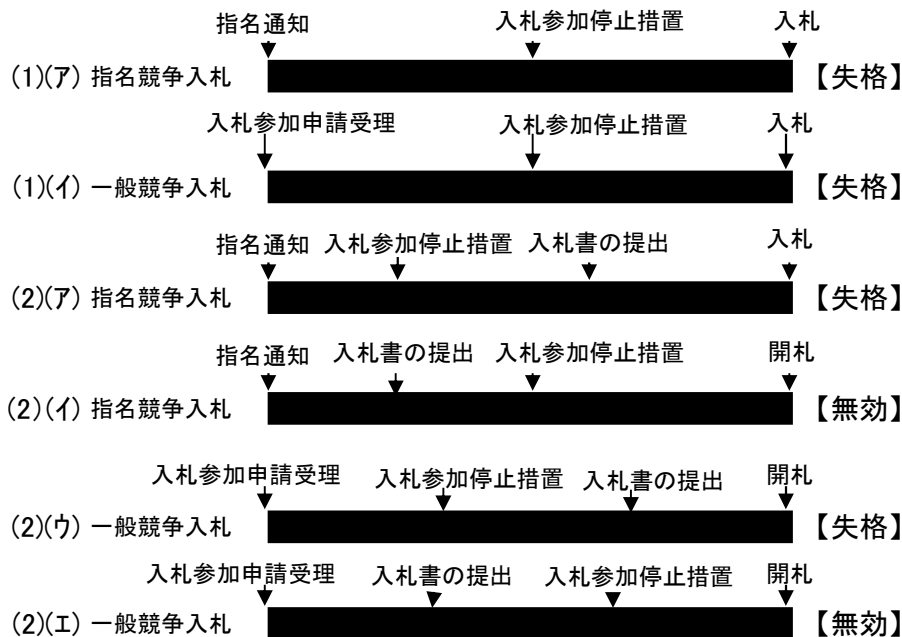 指名通知 入札参加停止措置 入札
(1)(ア) 指名競争入札 【失格】
入札参加申請受理 入札参加停止措置 入札
(1)(イ) 一般競争入札 【失格】
指名通知 入札参加停止措置 入札書の提出 入札
(2)(ア) 指名競争入札 【失格】
指名通知 入札書の提出 入札参加停止措置 開札
(2)(イ) 指名競争入札 【無効】
入札参加申請受理 入札参加停止措置 入札書の提出 開札
(2)(ウ) 一般競争入札 【失格】
入札参加申請受理 入札書の提出 入札参加停止措置 開札
(2)(エ) 一般競争入札 【無効】